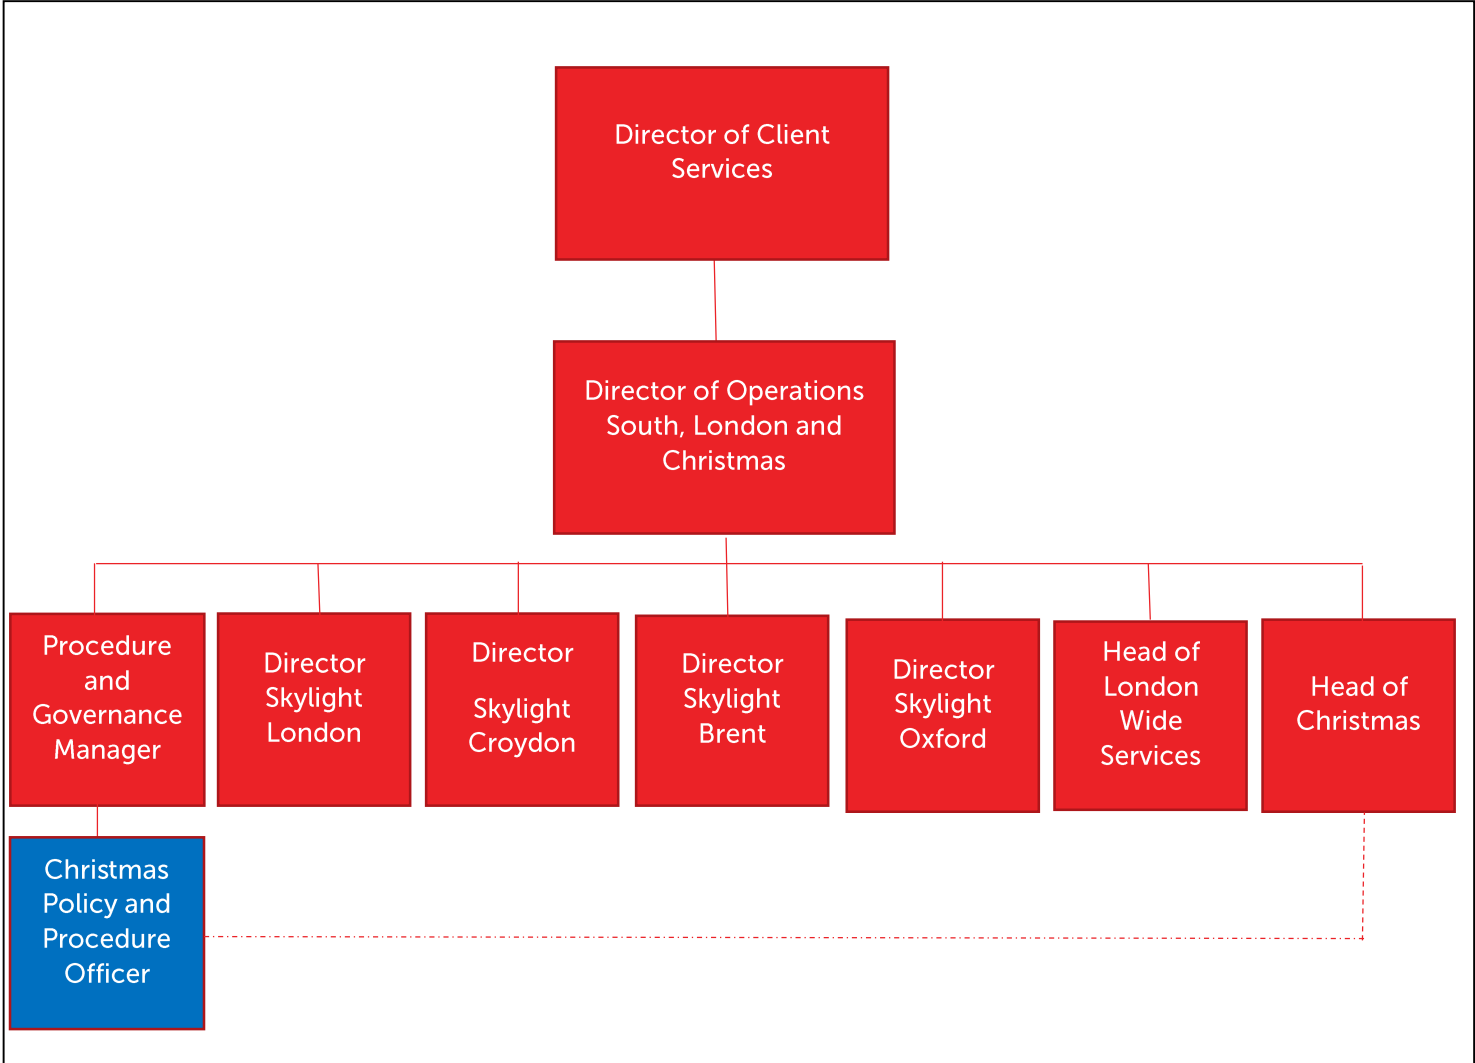 Director of Client
Services
Director of Operations
South, London and
Christmas
Procedure
and
Governance
Manager
Director
Skylight
London
Director
Skylight
Croydon
Director
Skylight
Brent
Director
Skylight
Oxford
Head of
London
Wide
Services
Head of
Christmas
Christmas
Policy and
Procedure
Officer